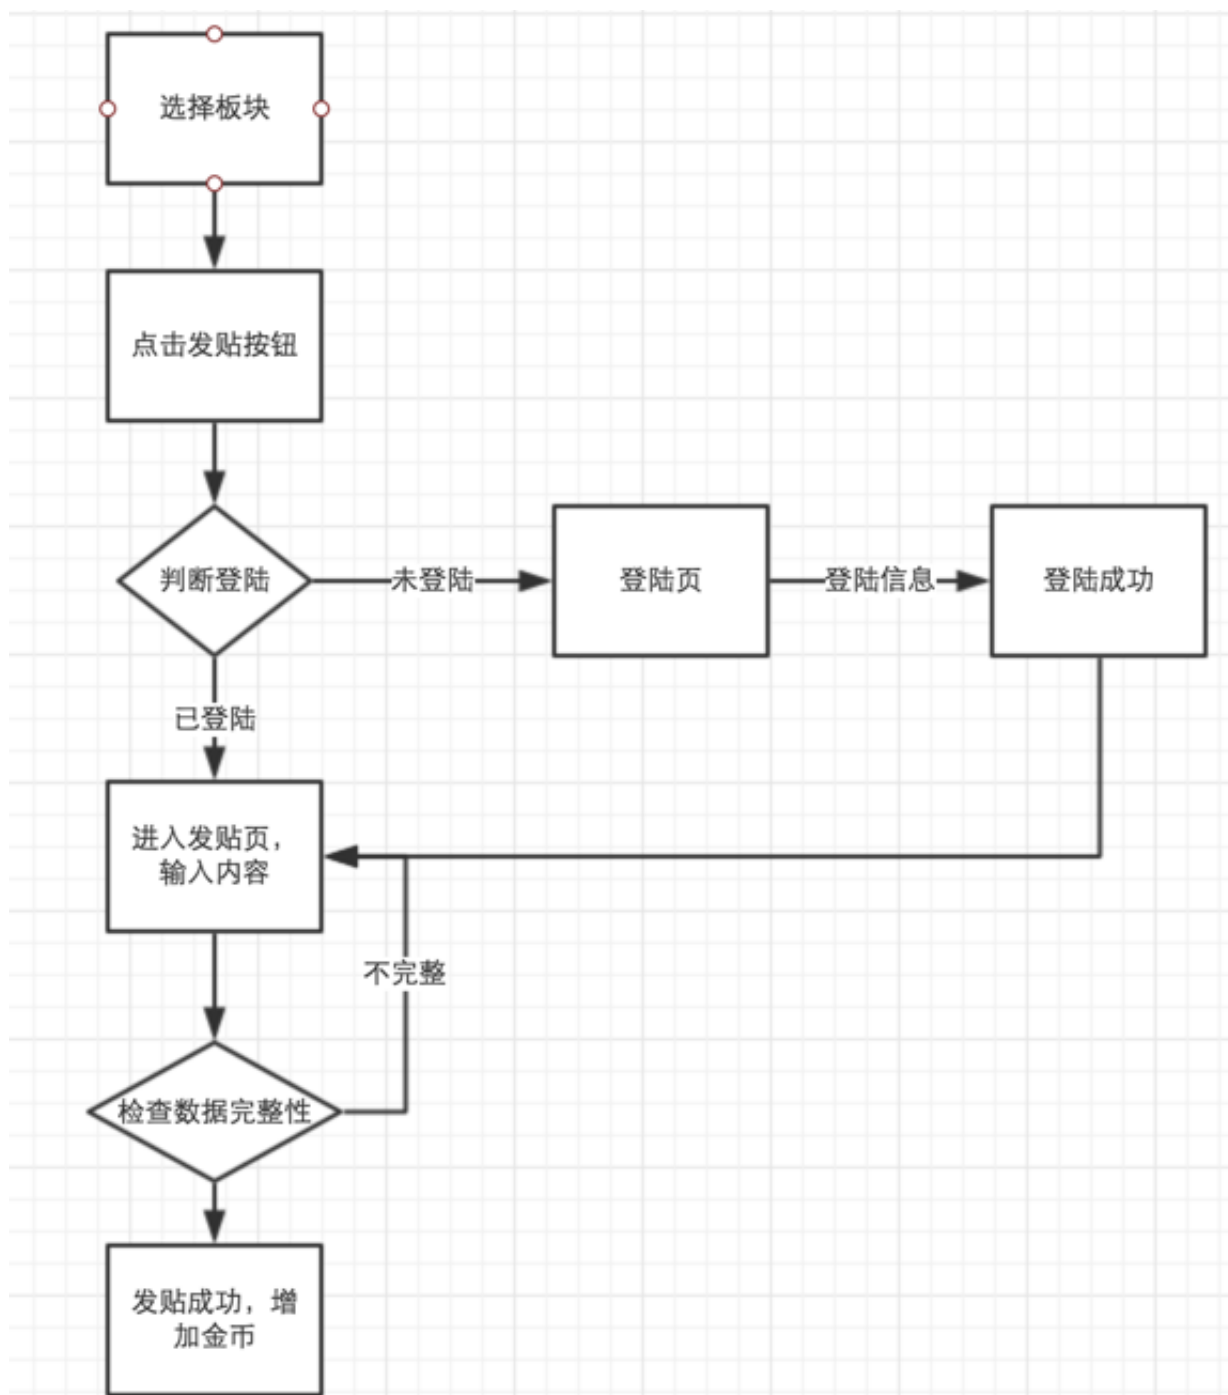 选择板块
点击发贴按钮
判断登陆
未登陆
登陆页
登陆信息
登陆成功
已登陆
进入发贴页，
输入内容
不完整
检查数据完整性
发贴成功，增
加金币